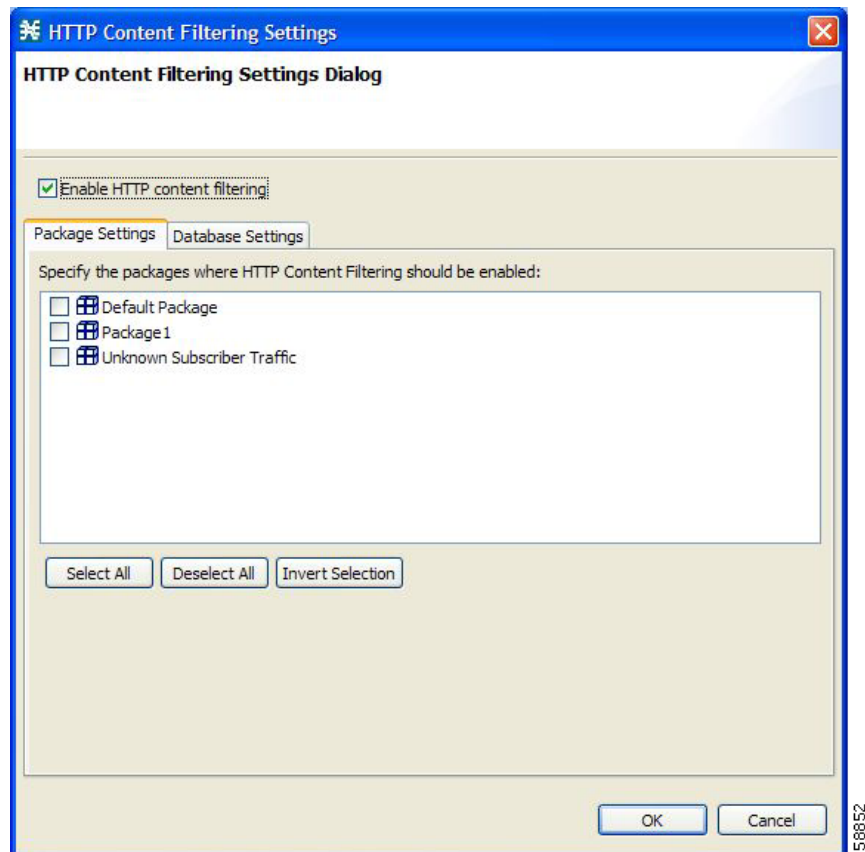 HTTP Content Filtering Settings
HTTP Content Filtering Settings Dialog
Enable HTTP content filtering
Package Settings Database Settings
Specify the packages where HTTP Content Filtering should be enabled:
Default Package
Package1
Unknown Subscriber Traffic
Select All Deselect All Invert Selection
OK Cancel
58852